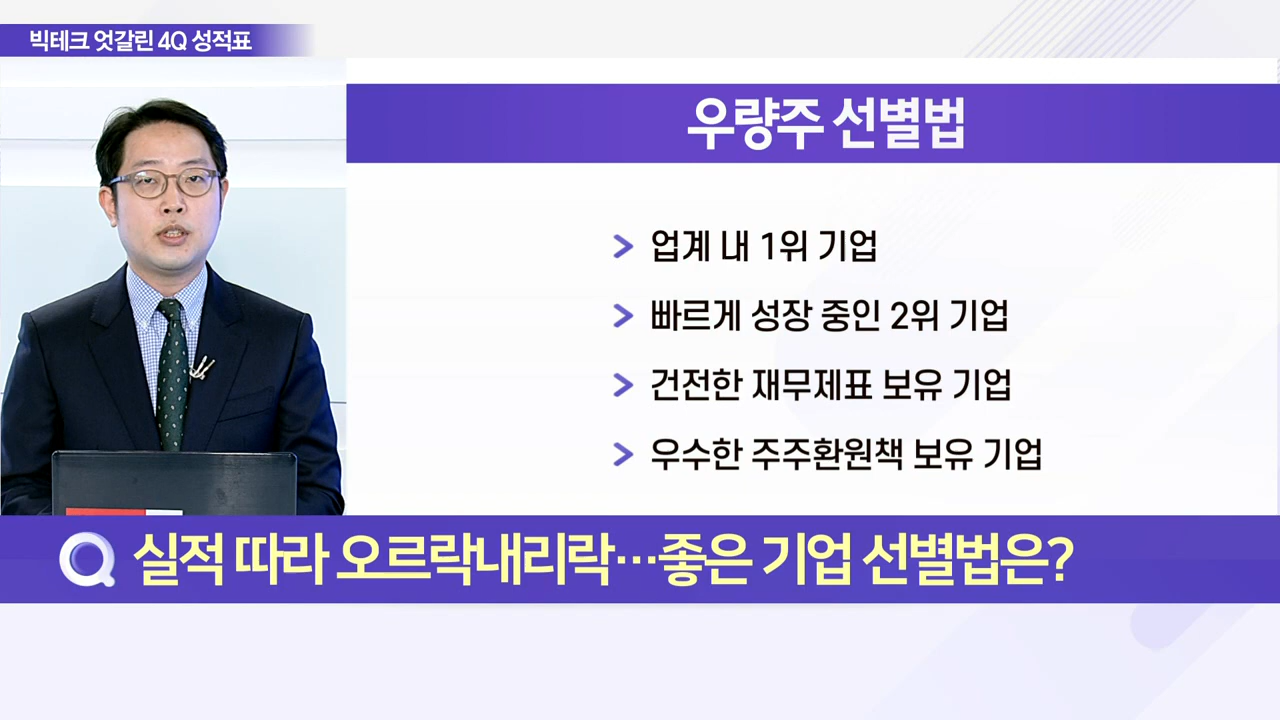 빅테크 엇갈린 4Q 성적표
우량주 선별법
> 업계 내 1위 기업
> 빠르게 성장 중인 2위 기업
> 건전한 재무제표 보유 기업
> 우수한 주주환원책 보유 기업
Q 실적 따라 오르락내리락…좋은 기업 선별법은?